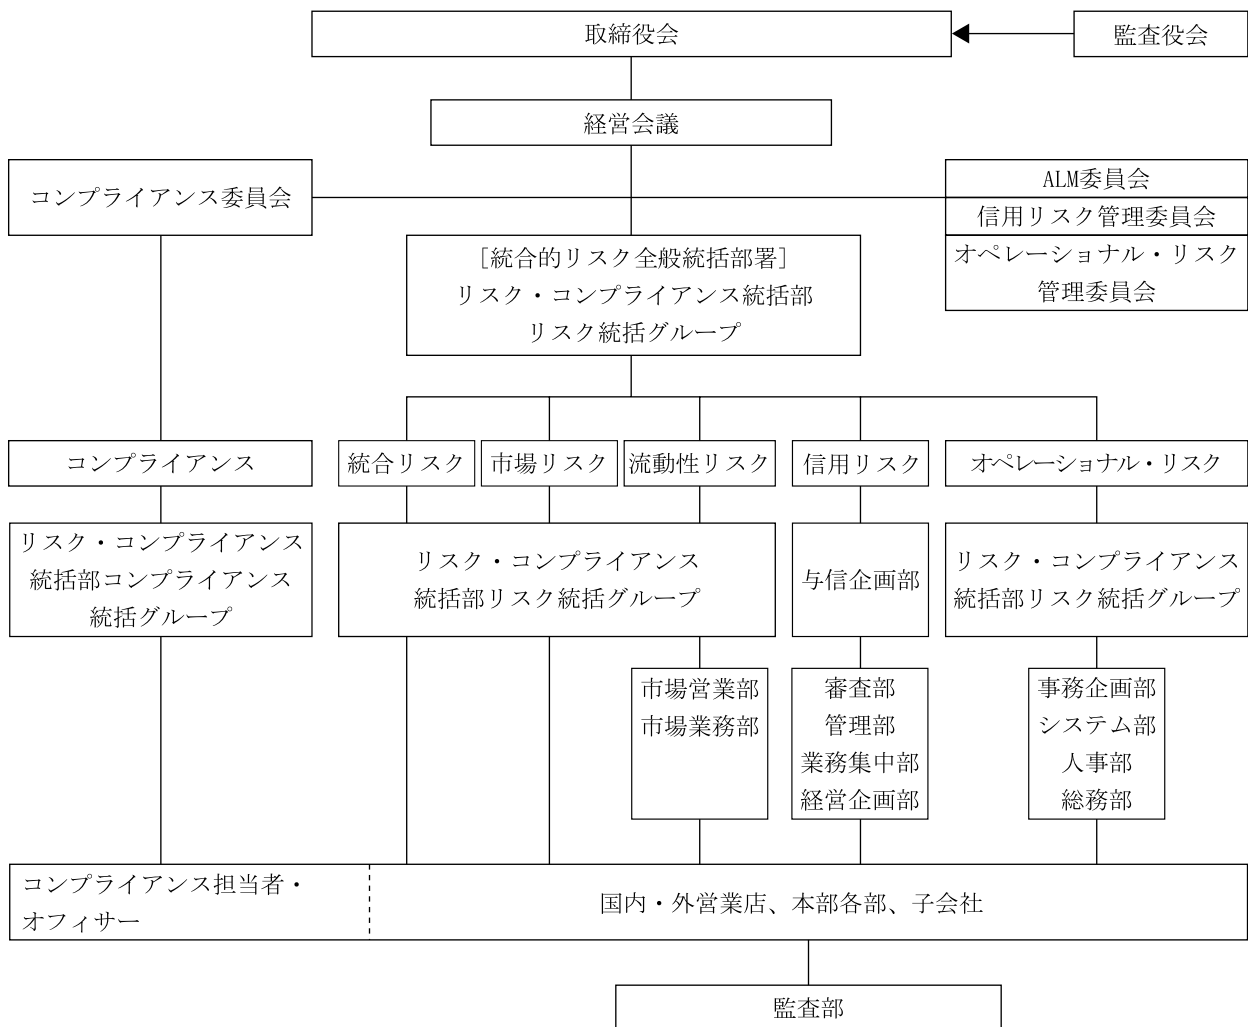 取締役会
監査役会
経営会議
コンプライアンス委員会
ALM委員会
信用リスク管理委員会
オペレーショナル・リスク
管理委員会
［統合的リスク全般統括部署］
リスク・コンプライアンス統括部
リスク統括グループ
コンプライアンス
統合リスク
市場リスク
流動性リスク
信用リスク
オペレーショナル・リスク
リスク・コンプライアンス
統括部コンプライアンス
統括グループ
リスク・コンプライアンス
統括部リスク統括グループ
与信企画部
リスク・コンプライアンス
統括部リスク統括グループ
市場営業部
市場業務部
審査部
管理部
業務集中部
経営企画部
事務企画部
システム部
人事部
総務部
コンプライアンス担当者・
オフィサー
国内・外営業店、本部各部、子会社
監査部